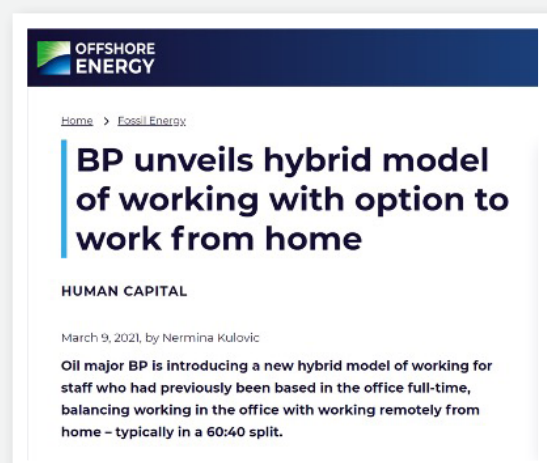 OFFSHORE
ENERGY
Home > Fossil Energy
BP unveils hybrid model
of working with option to
work from home
HUMAN CAPITAL
March 9, 2021, by Nermina Kulovic
Oil major BP is introducing a new hybrid model of working for
staff who had previously been based in the office full-time,
balancing working in the office with working remotely from
home – typically in a 60:40 split.